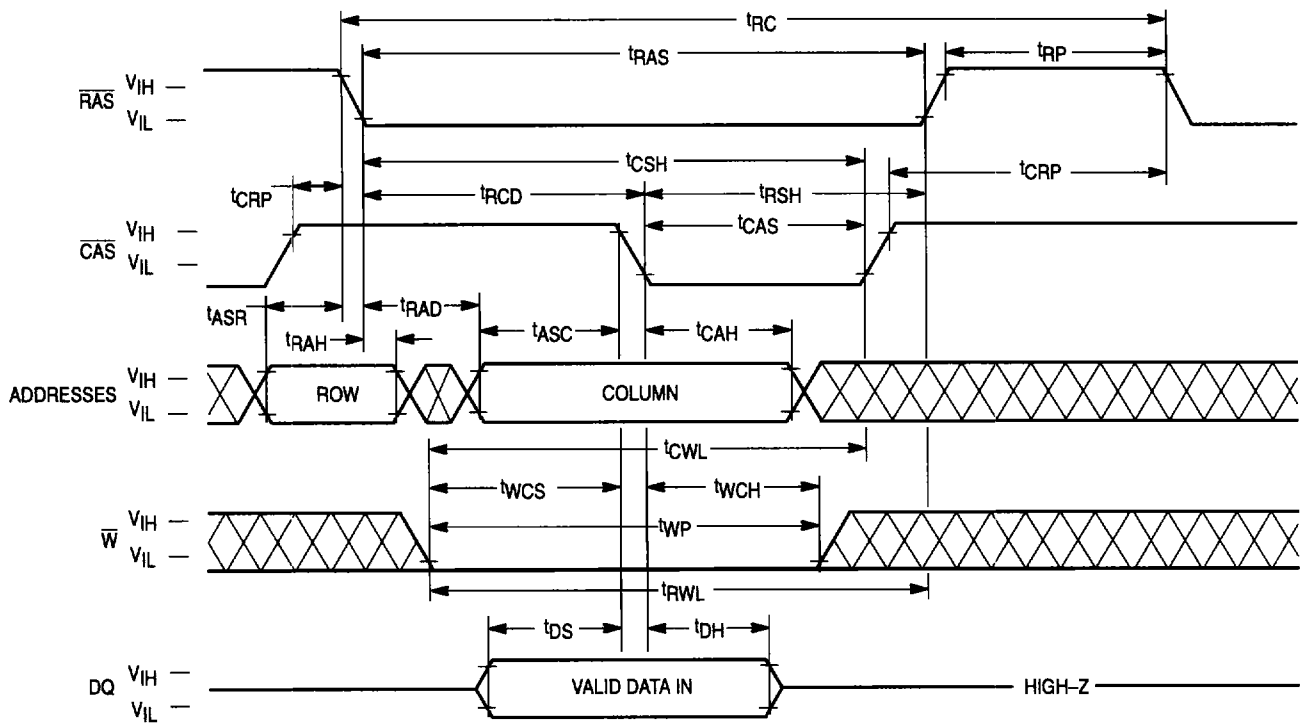 tRC
tRAS
tRP
RAS
VIH
VIL
tCSH
tCRP
tCRP
tRCD
tRSH
tCAS
CAS
VIH
VIL
tASR
tRAD
tRAH
tASC
tCAH
ADDRESSES
VIH
VIL
ROW
COLUMN
tCWL
tWCS
tWCH
W
VIH
VIL
tWP
tRWL
tDS
tDH
DQ
VIH
VIL
VALID DATA IN
HIGH–Z